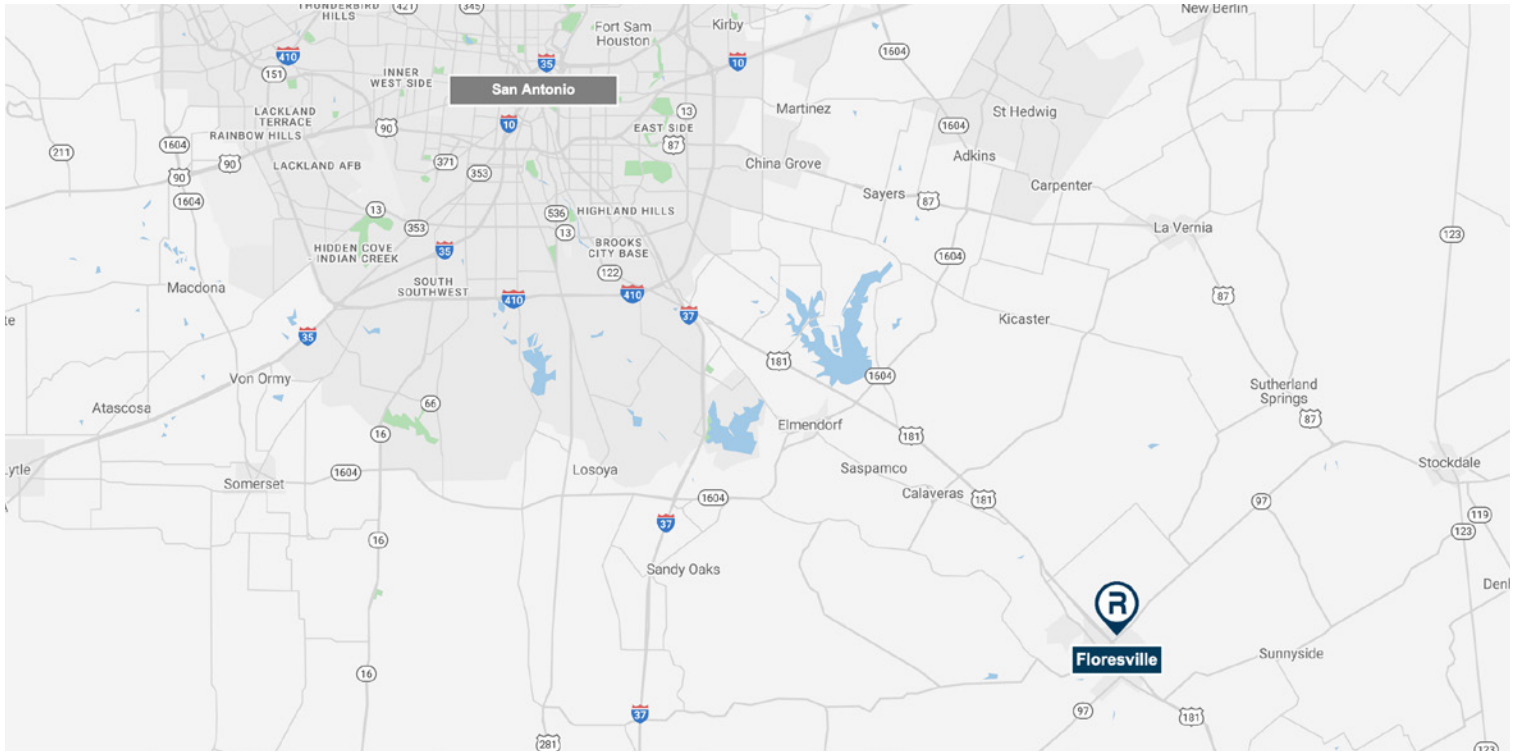 THUNDERBIRD
HILLS
421
345
New Berlin
Fort Sam
Houston
Kirby
410
35
10
1604
151
INNER
WEST SIDE
San Antonio
LACKLAND
TERRACE
RAINBOW HILLS
90
10
EAST SIDE
13
87
Martinez
St Hedwig
1604
211
1604
90
90
1604
LACKLAND AFB
371
353
China Grove
Adkins
Sayers
87
Carpenter
13
353
536
13
HIGHLAND HILLS
La Vernia
123
HIDDEN COVE
- INDIAN CREEK
35
BROOKS
CITY BASE
122
1604
Macdona
SOUTH
SOUTHWEST
410
410
37
87
Kicaster
35
181
1604
Von Ormy
Sutherland
Springs
87
Atascosa
66
16
Elmendorf
181
Somerset
1604
Losoya
Saspamco
Stockdale
Calaveras
181
1604
97
119
123
37
16
Sandy Oaks
R
Floresville
Sunnyside
16
37
97
181
281
123